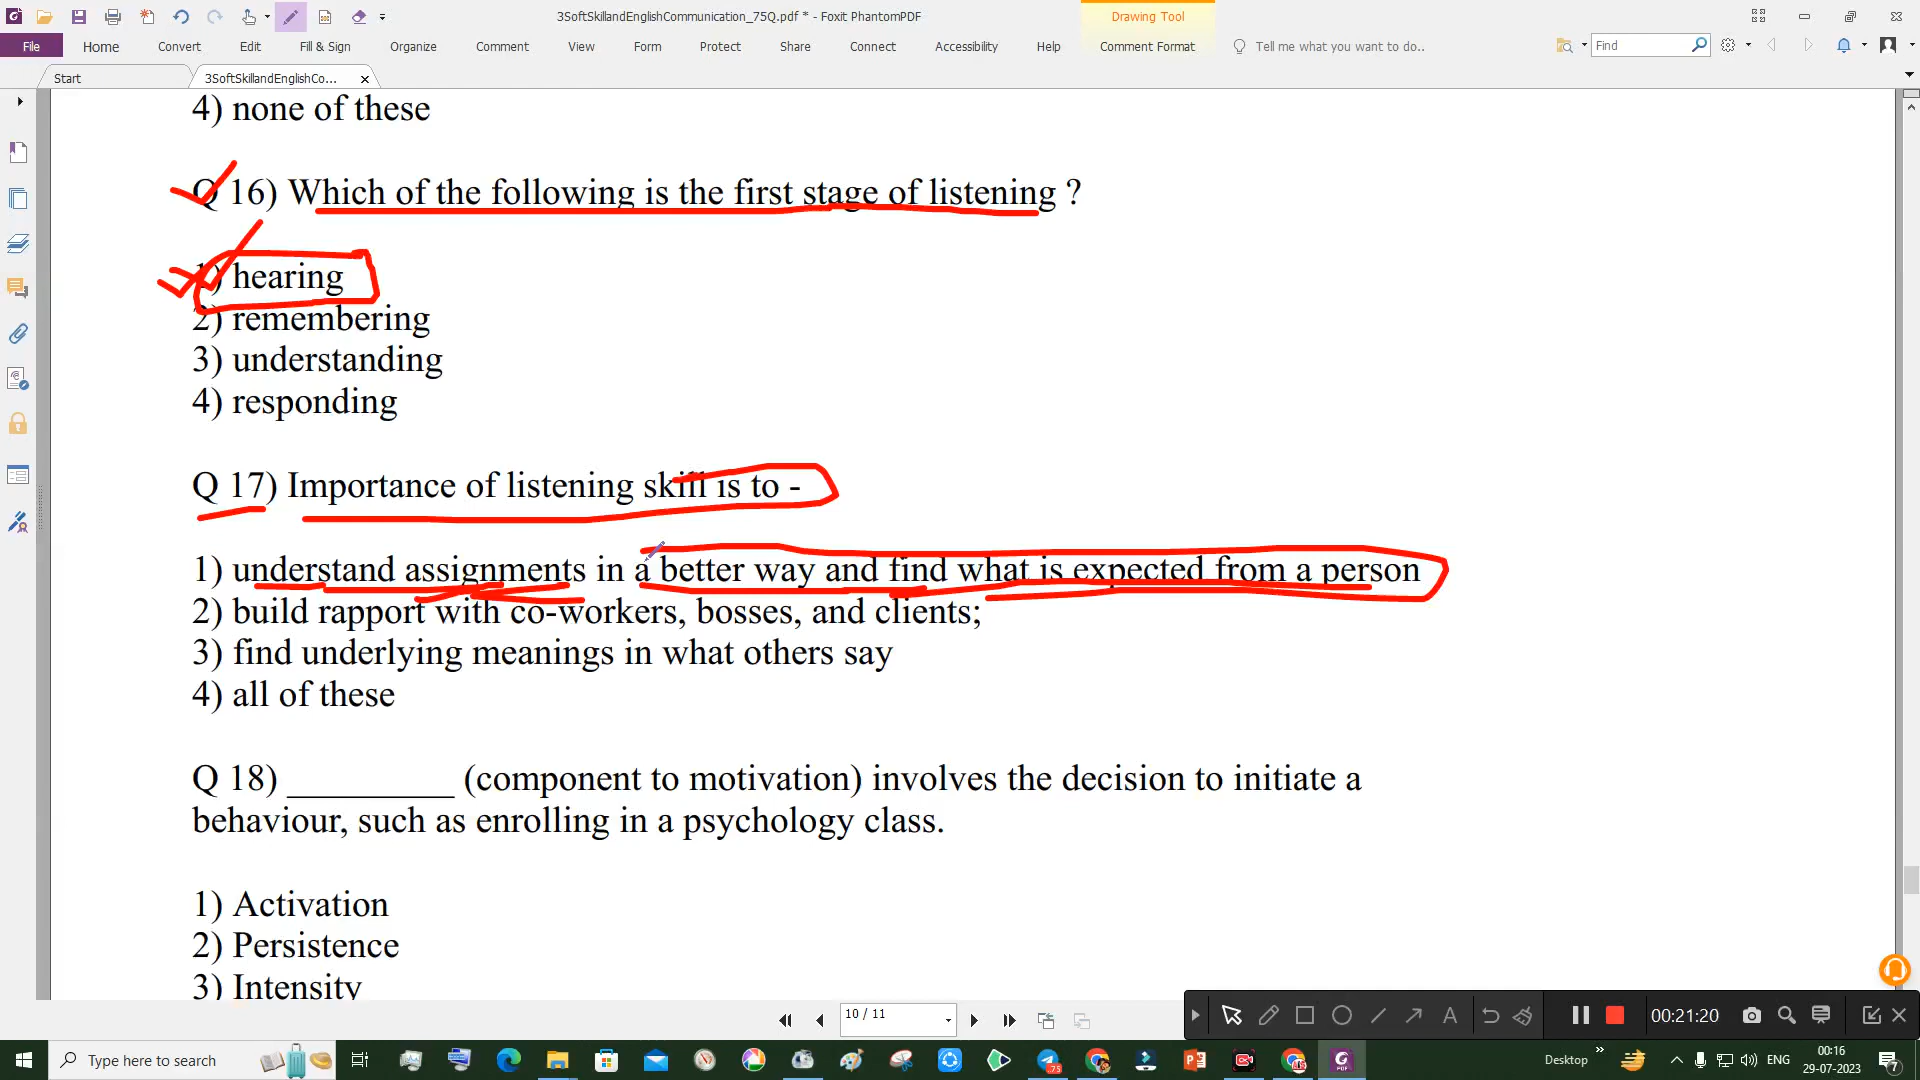 3SoftSkillandEnglishCommunication_75Q.pdf * - Foxit PhantomPDF
Drawing Tool
File Home Convert Edit Fill & Sign Organize Comment View Form Protect Share Connect Accessibility Help Comment Format Tell me what you want to do.. Find
Start 3SoftSkillandEnglishCo...
4) none of these
Q 16) Which of the following is the first stage of listening ?
1) hearing
2) remembering
3) understanding
4) responding
Q 17) Importance of listening skill is to -
1) understand assignments in a better way and find what is expected from a person
2) build rapport with co-workers, bosses, and clients;
3) find underlying meanings in what others say
4) all of these
Q 18) _________ (component to motivation) involves the decision to initiate a
behaviour, such as enrolling in a psychology class.
1) Activation
2) Persistence
3) Intensity
10 / 11
00:21:20
Type here to search
Desktop
ENG
00:16
29-07-2023